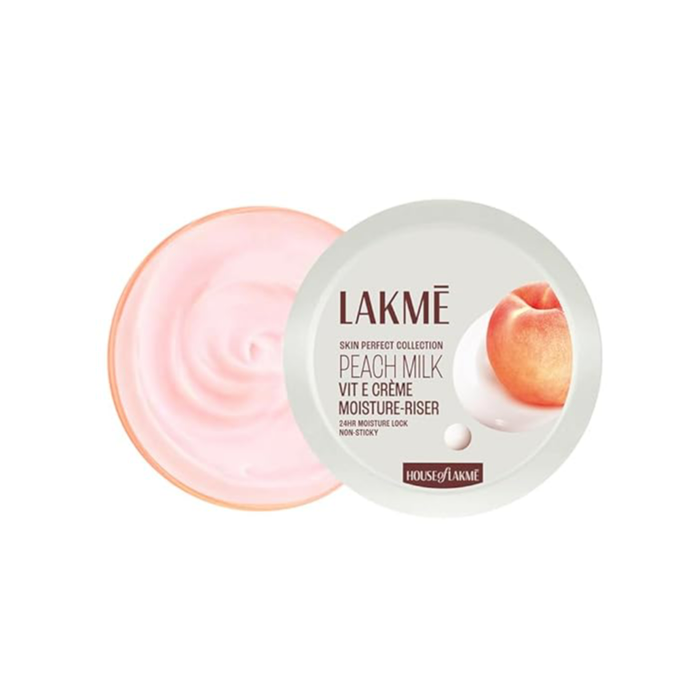 LAKMĒ
SKIN PERFECT COLLECTION
PEACH MILK
VIT E CRÈME
MOISTURE-RISER
24HR MOISTURE LOCK
NON-STICKY
HOUSE of LAKMĒ